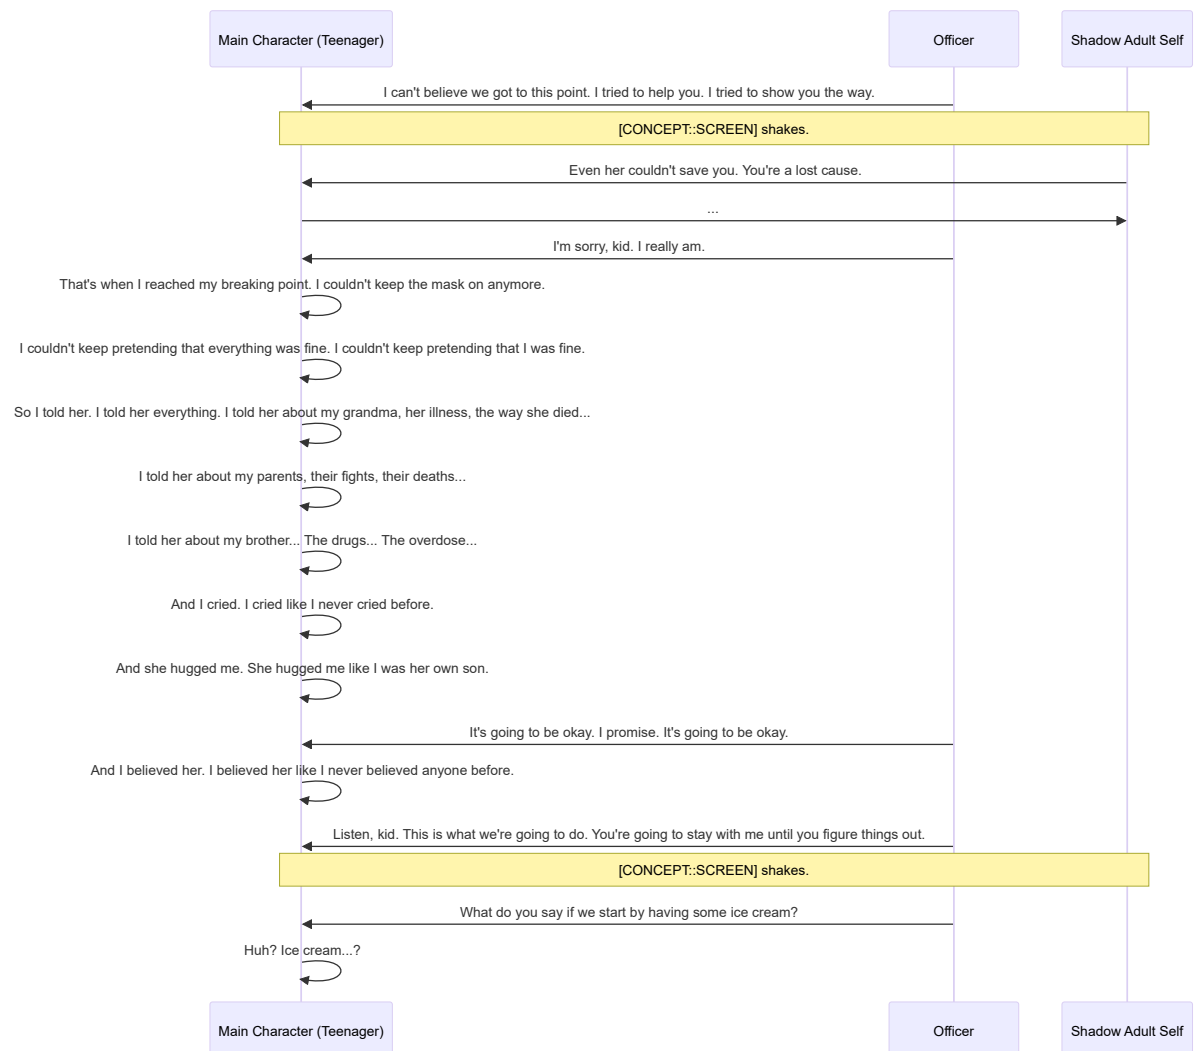 Main Character (Teenager)
Officer
Shadow Adult Self
I can't believe we got to this point. I tried to help you. I tried to show you the way.
[CONCEPT::SCREEN] shakes.
Even her couldn't save you. You're a lost cause.
...
I'm sorry, kid. I really am.
That's when I reached my breaking point. I couldn't keep the mask on anymore.
I couldn't keep pretending that everything was fine. I couldn't keep pretending that I was fine.
So I told her. I told her everything. I told her about my grandma, her illness, the way she died...
I told her about my parents, their fights, their deaths...
I told her about my brother... The drugs... The overdose...
And I cried. I cried like I never cried before.
And she hugged me. She hugged me like I was her own son.
It's going to be okay. I promise. It's going to be okay.
And I believed her. I believed her like I never believed anyone before.
Listen, kid. This is what we're going to do. You're going to stay with me until you figure things out.
[CONCEPT::SCREEN] shakes.
What do you say if we start by having some ice cream?
Huh? Ice cream...?
Main Character (Teenager)
Officer
Shadow Adult Self